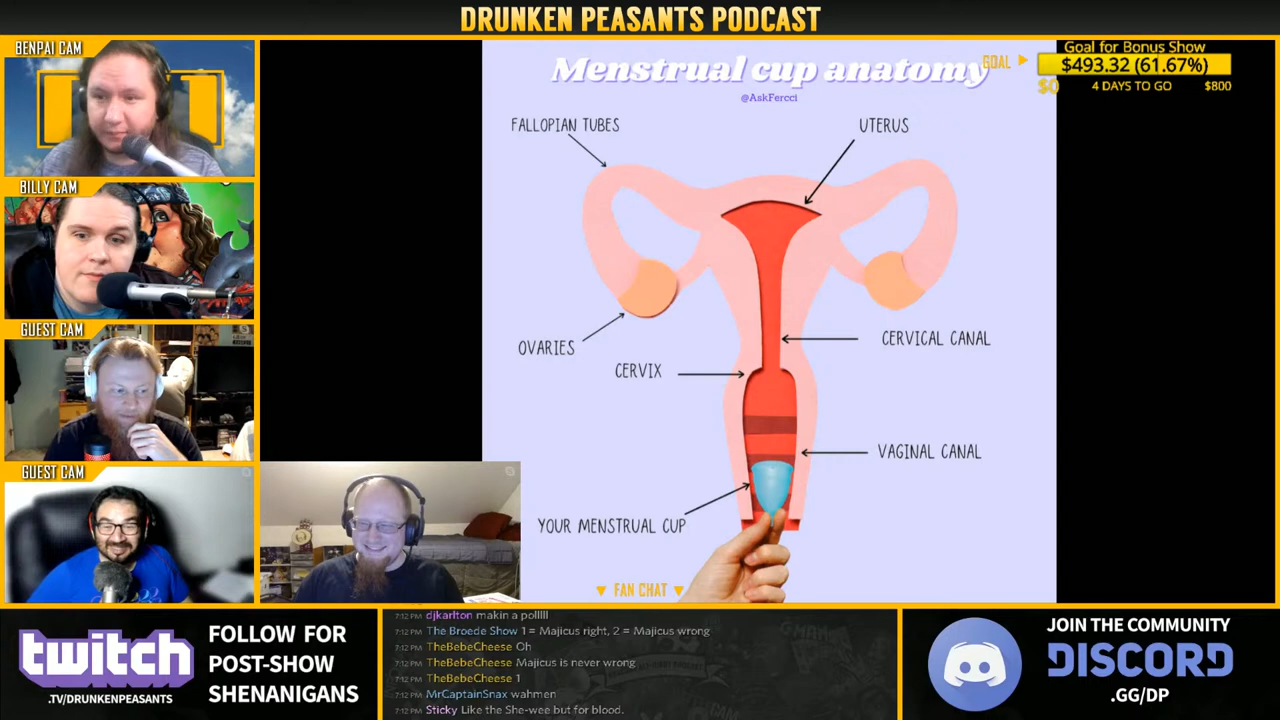 DRUNKEN PEASANTS PODCAST
BENPAI CAM
BILLY CAM
GUEST CAM
GUEST CAM
Menstrual cup anatomy
@AskFercci
FALLOPIAN TUBES
UTERUS
OVARIES
CERVICAL CANAL
CERVIX
VAGINAL CANAL
YOUR MENSTRUAL CUP
GOAL
Goal for Bonus Show
$493.32 (61.67%)
$0
4 DAYS TO GO
$800
▼ FAN CHAT ▼
7:12 PM djkarlton makin a polllll
7:12 PM The Broede Show 1 = Majicus right, 2 = Majicus wrong
7:12 PM TheBebeCheese Oh
7:12 PM TheBebeCheese Majicus is never wrong
7:12 PM TheBebeCheese 1
7:12 PM MrCaptainSnax wahmen
7:12 PM Sticky Like the She-wee but for blood.
twitch
.TV/DRUNKENPEASANTS
FOLLOW FOR
POST-SHOW
SHENANIGANS
JOIN THE COMMUNITY
DISCORD
.GG/DP